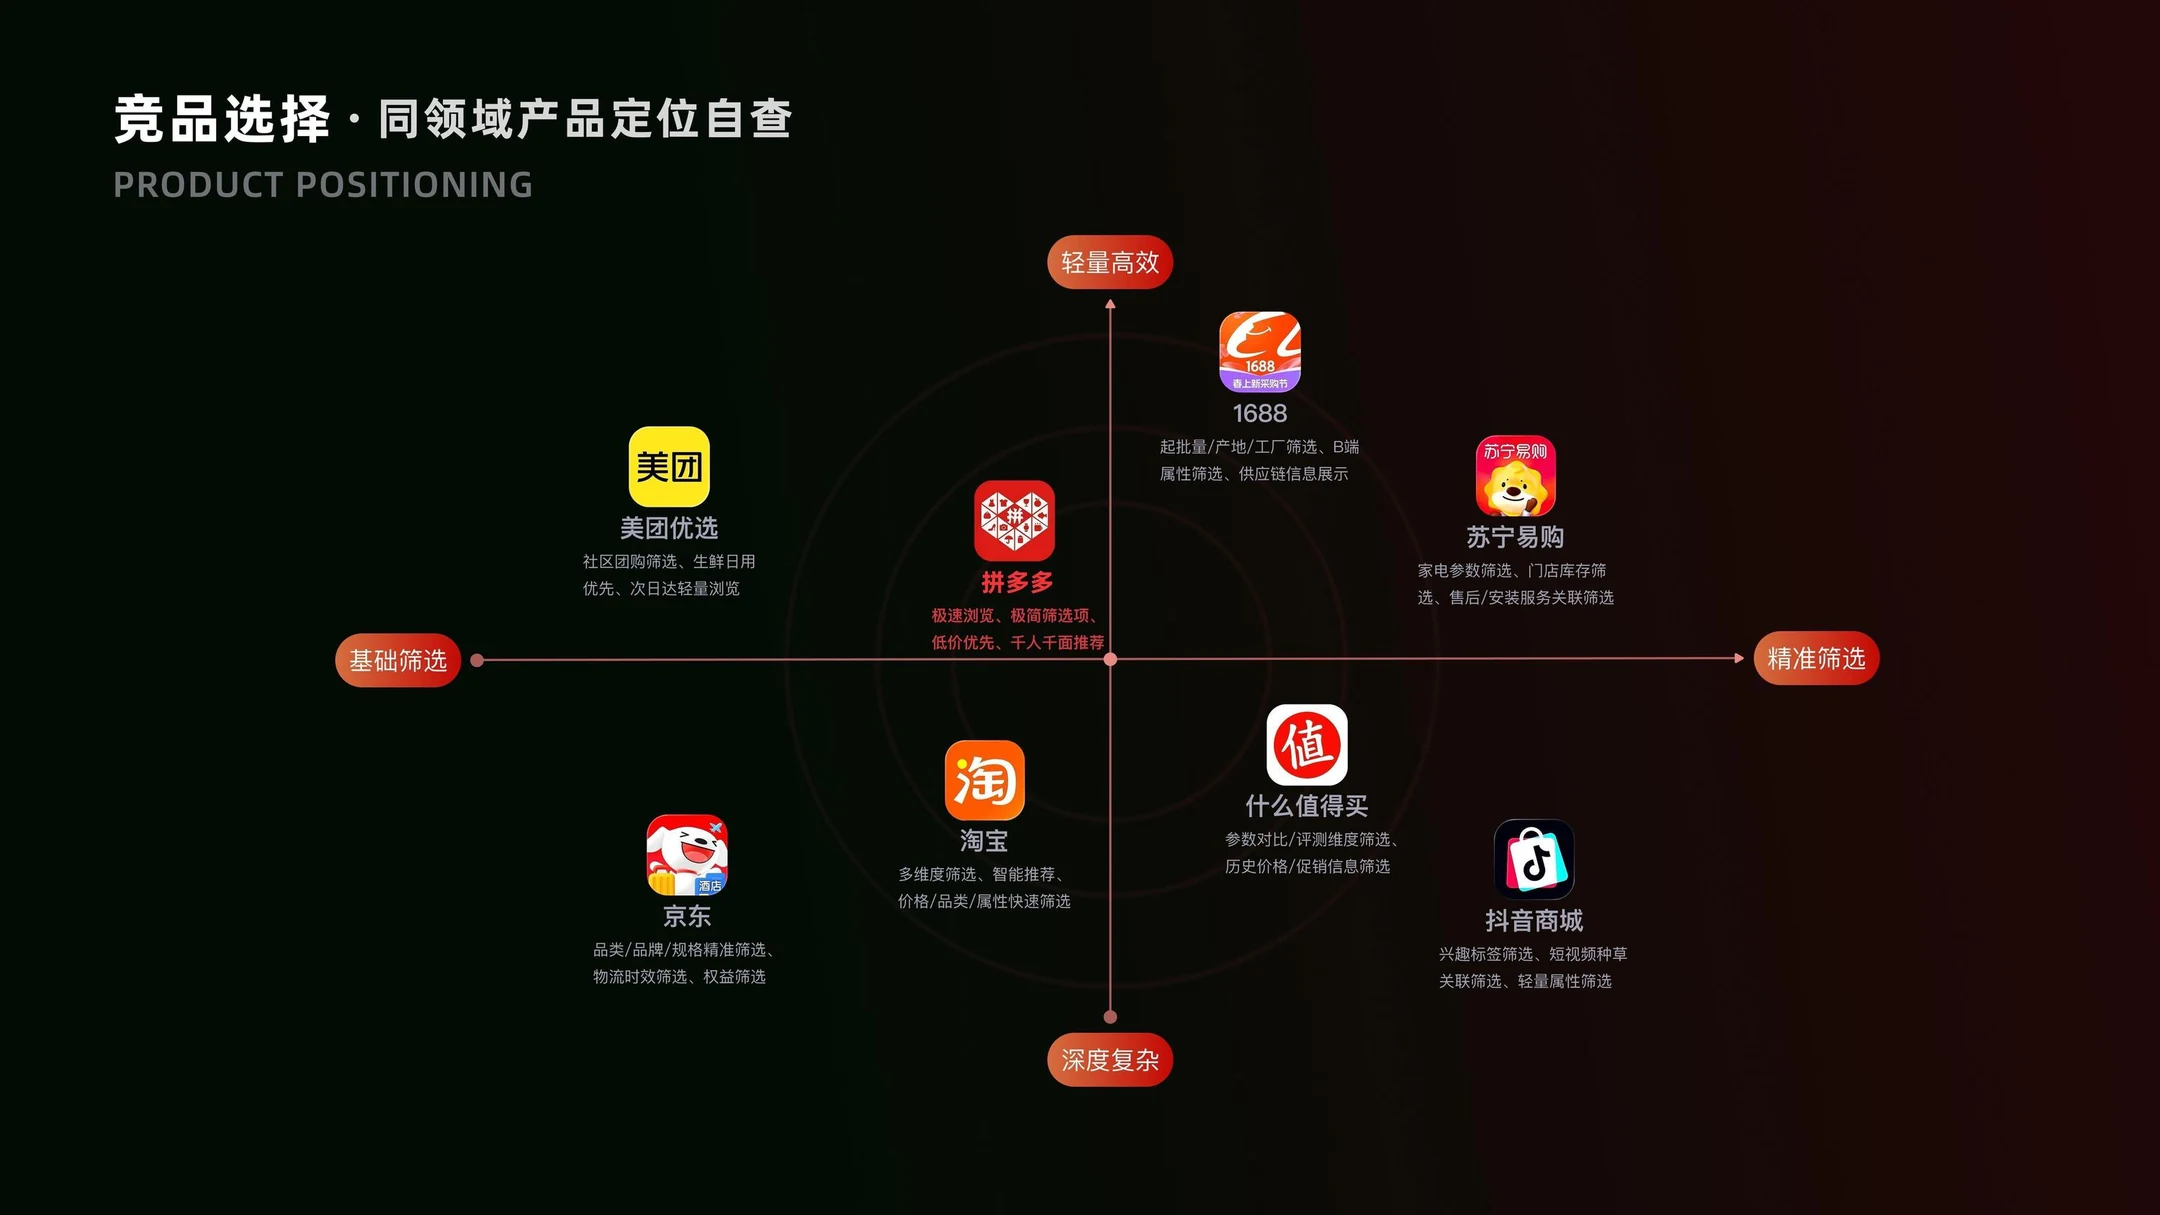 竞品选择·同领域产品定位自查
PRODUCT POSITIONING
轻量高效
1688
春上新采购节
1688
起批量/产地/工厂筛选、B端
属性筛选、供应链信息展示
美团
美团优选
社区团购筛选、生鲜日用
优先、次日达轻量浏览
拼
拼多多
极速浏览、极简筛选项、
低价优先、千人千面推荐
苏宁易购
苏宁易购
家电参数筛选、门店库存筛
选、售后/安装服务关联筛选
基础筛选
精准筛选
淘
淘宝
多维度筛选、智能推荐、
价格/品类/属性快速筛选
值
什么值得买
参数对比/评测维度筛选、
历史价格/促销信息筛选
酒店
京东
品类/品牌/规格精准筛选、
物流时效筛选、权益筛选
抖音商城
兴趣标签筛选、短视频种草
关联筛选、轻量属性筛选
深度复杂